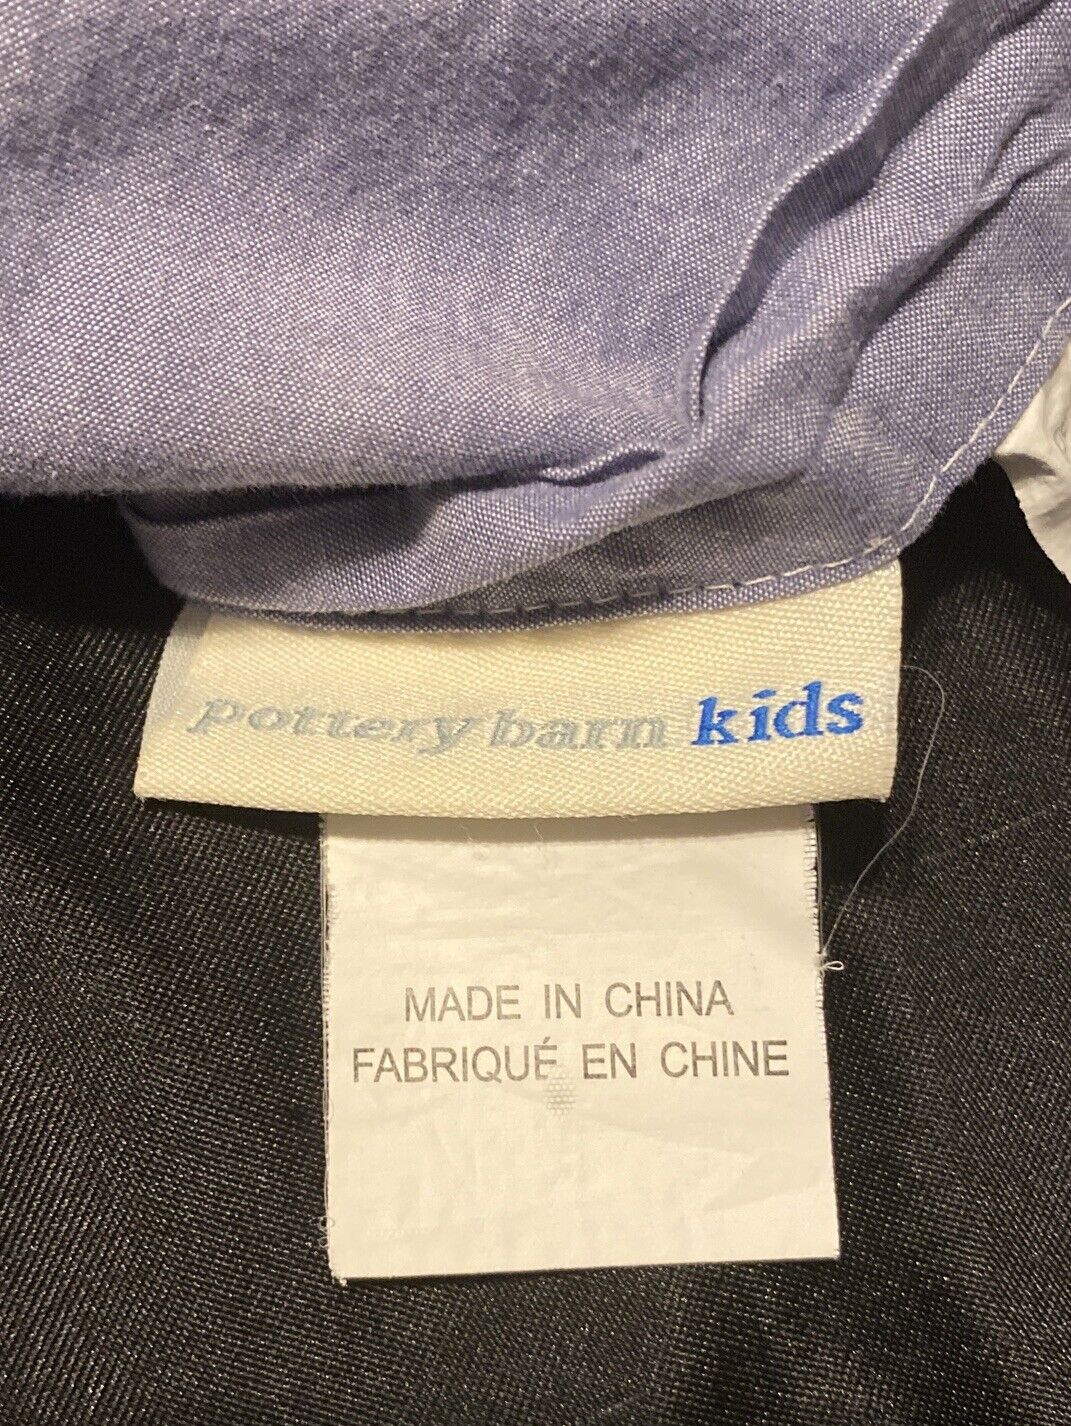 pottery barn kids
MADE IN CHINA
FABRIQUÉ EN CHINE